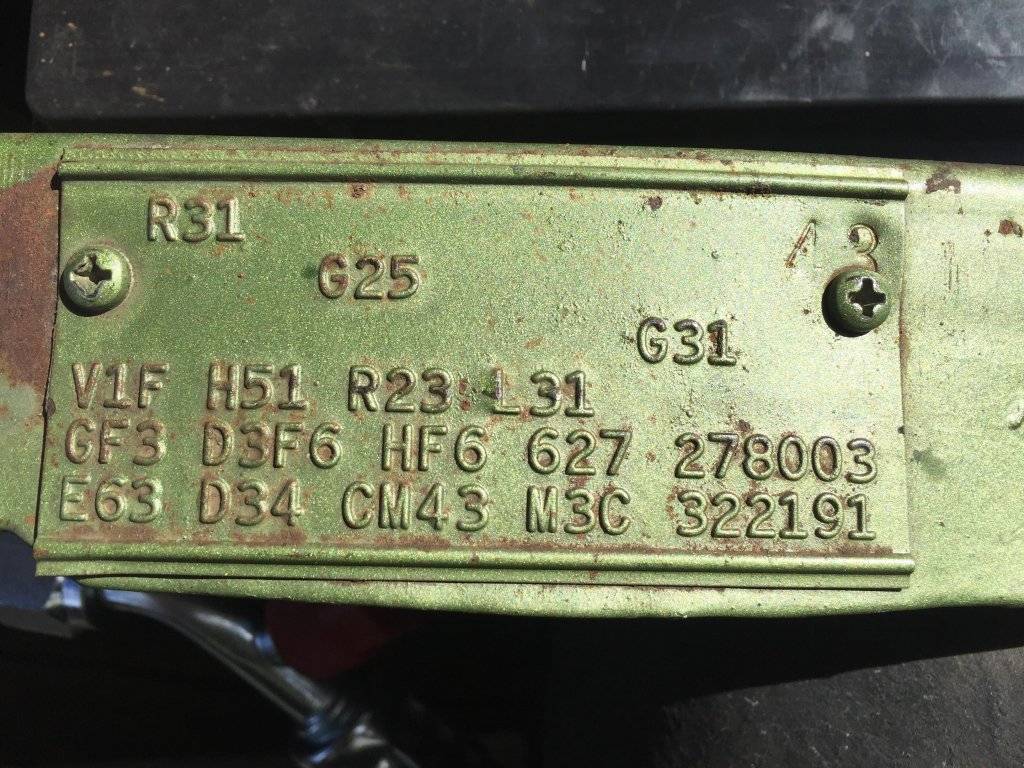 R31
G25
G31
V1F H51 R23 L31
GF3 D3F6 HF6 627 278003
E63 D34 CM43 M3C 322191